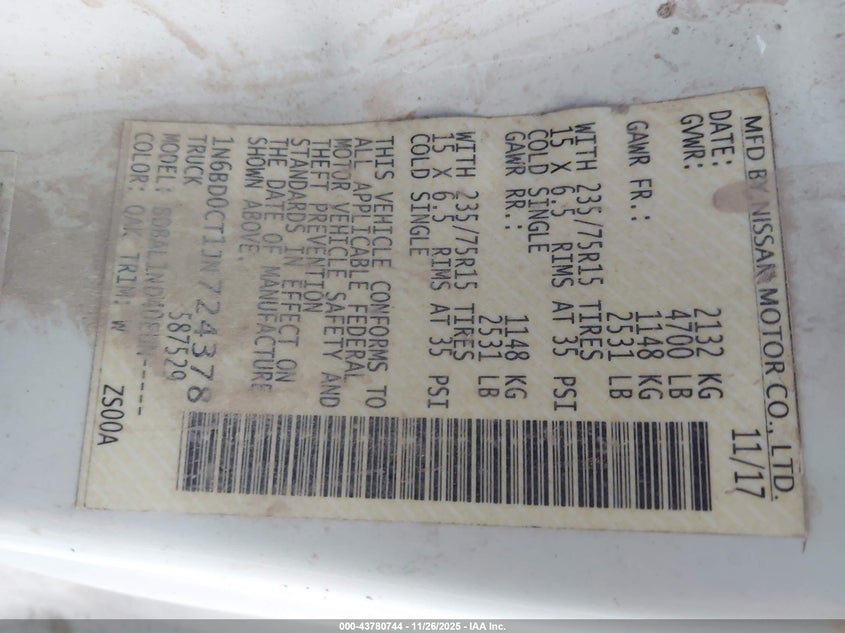 MFD BY NISSAN MOTOR CO., LTD.
DATE: 11/17
GVWR: 2132 KG
4700 LB
GAWR FR.: 1148 KG
2531 LB
WITH 235/75R15 TIRES
15 X 6.5 RIMS AT 35 PSI
COLD SINGLE
GAWR RR.: 1148 KG
2531 LB
WITH 235/75R15 TIRES
15 X 6.5 RIMS AT 35 PSI
COLD SINGLE
THIS VEHICLE CONFORMS TO
ALL APPLICABLE FEDERAL
MOTOR VEHICLE SAFETY AND
THEFT PREVENTION
STANDARDS IN EFFECT ON
THE DATE OF MANUFACTURE
SHOWN ABOVE.
1N6BD0CT1JN724378
TRUCK 587529
MODEL:
COLOR: QAK TRIM: W ZS00A
000-43780744 - 11/26/2025 - IAA Inc.